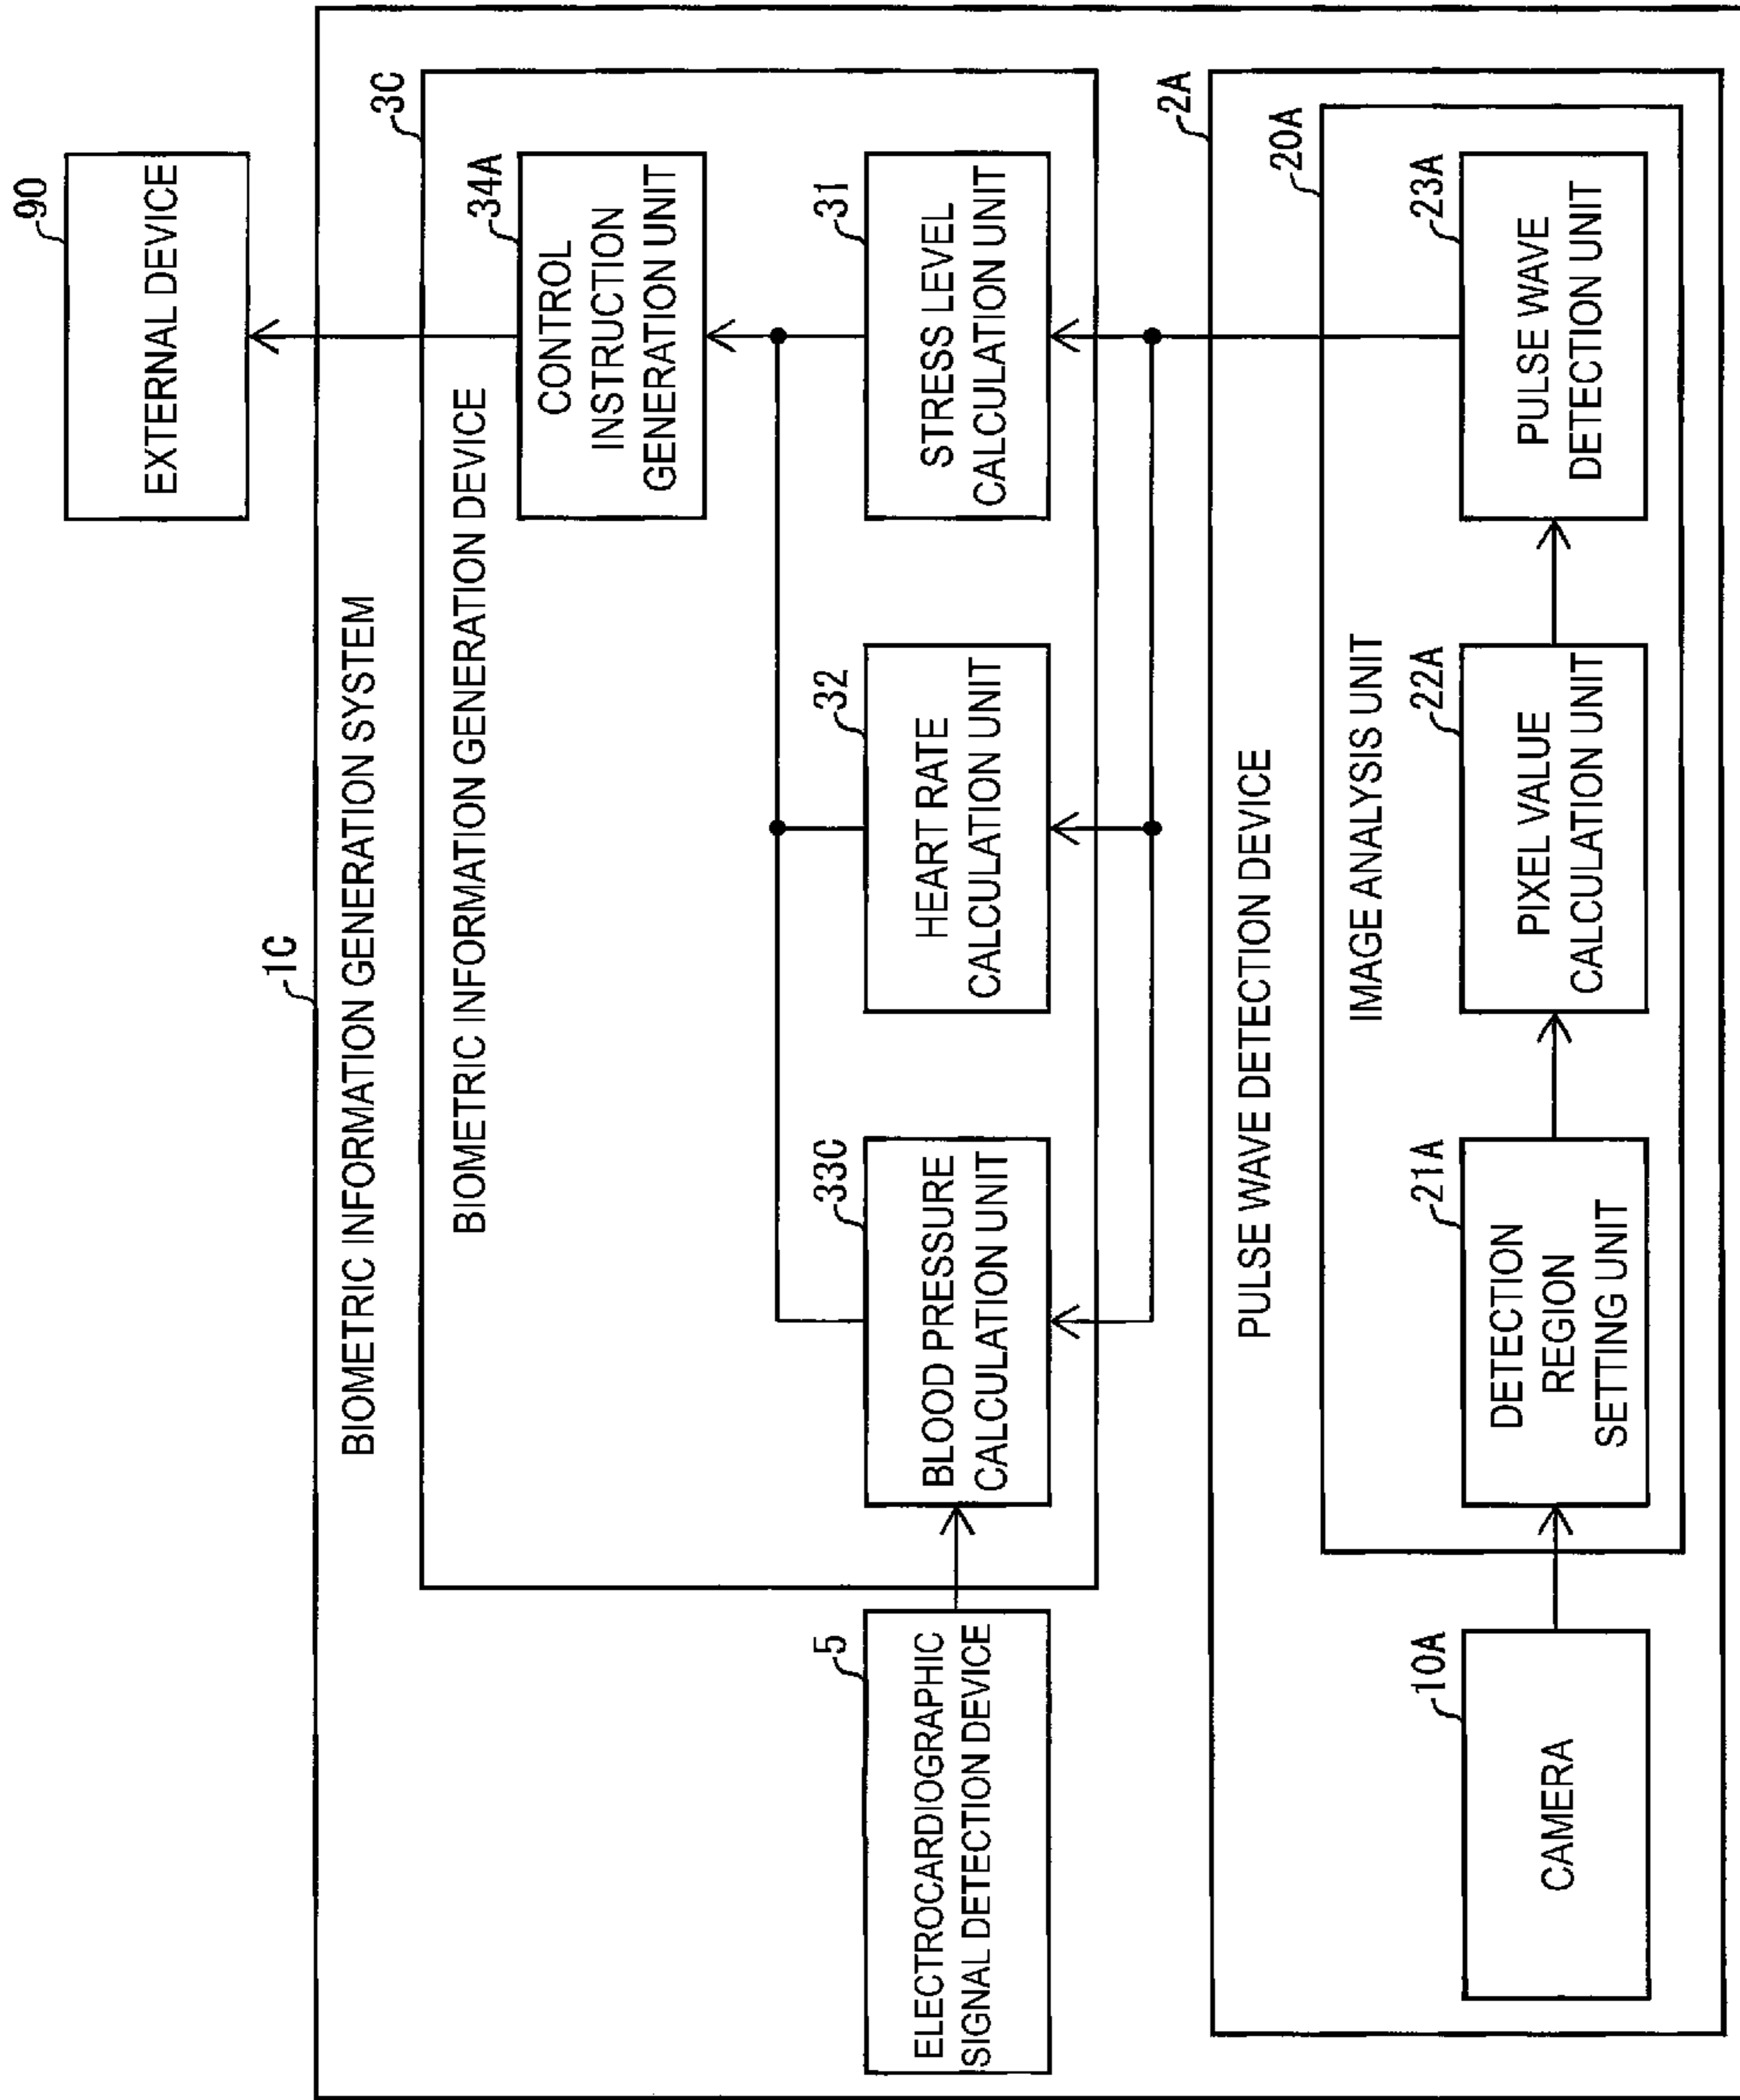 90
EXTERNAL DEVICE
1C
BIOMETRIC INFORMATION GENERATION SYSTEM
3C
BIOMETRIC INFORMATION GENERATION DEVICE
34A
CONTROL
INSTRUCTION
GENERATION UNIT
5
ELECTROCARDIOGRAPHIC
SIGNAL DETECTION DEVICE
33C
BLOOD PRESSURE
CALCULATION UNIT
32
HEART RATE
CALCULATION UNIT
31
STRESS LEVEL
CALCULATION UNIT
2A
PULSE WAVE DETECTION DEVICE
20A
IMAGE ANALYSIS UNIT
10A
CAMERA
21A
DETECTION
REGION
SETTING UNIT
22A
PIXEL VALUE
CALCULATION UNIT
23A
PULSE WAVE
DETECTION UNIT